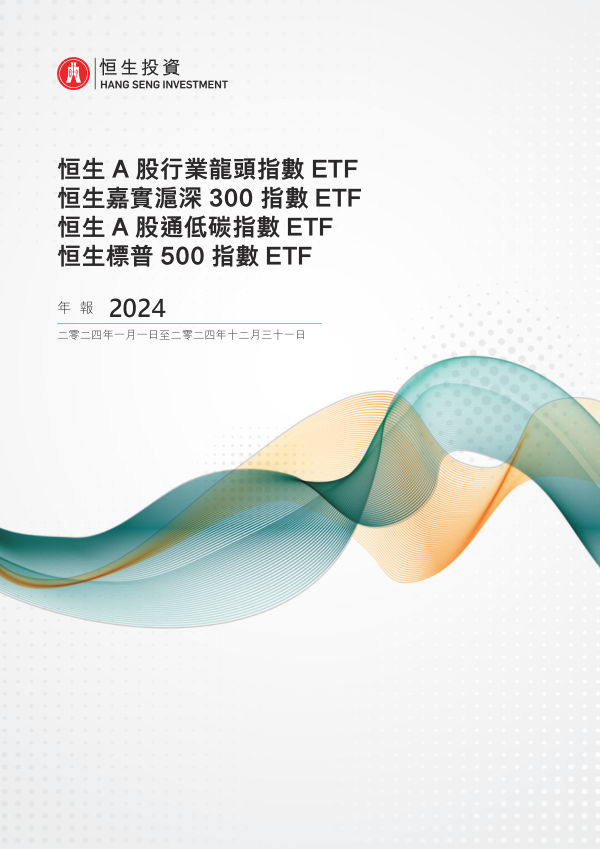 恒生投資
HANG SENG INVESTMENT
恒生 A 股行業龍頭指數 ETF
恒生嘉實滬深 300 指數 ETF
恒生 A 股通低碳指數 ETF
恒生標普 500 指數 ETF
年 報 2024
二零二四年一月一日至二零二四年十二月三十一日